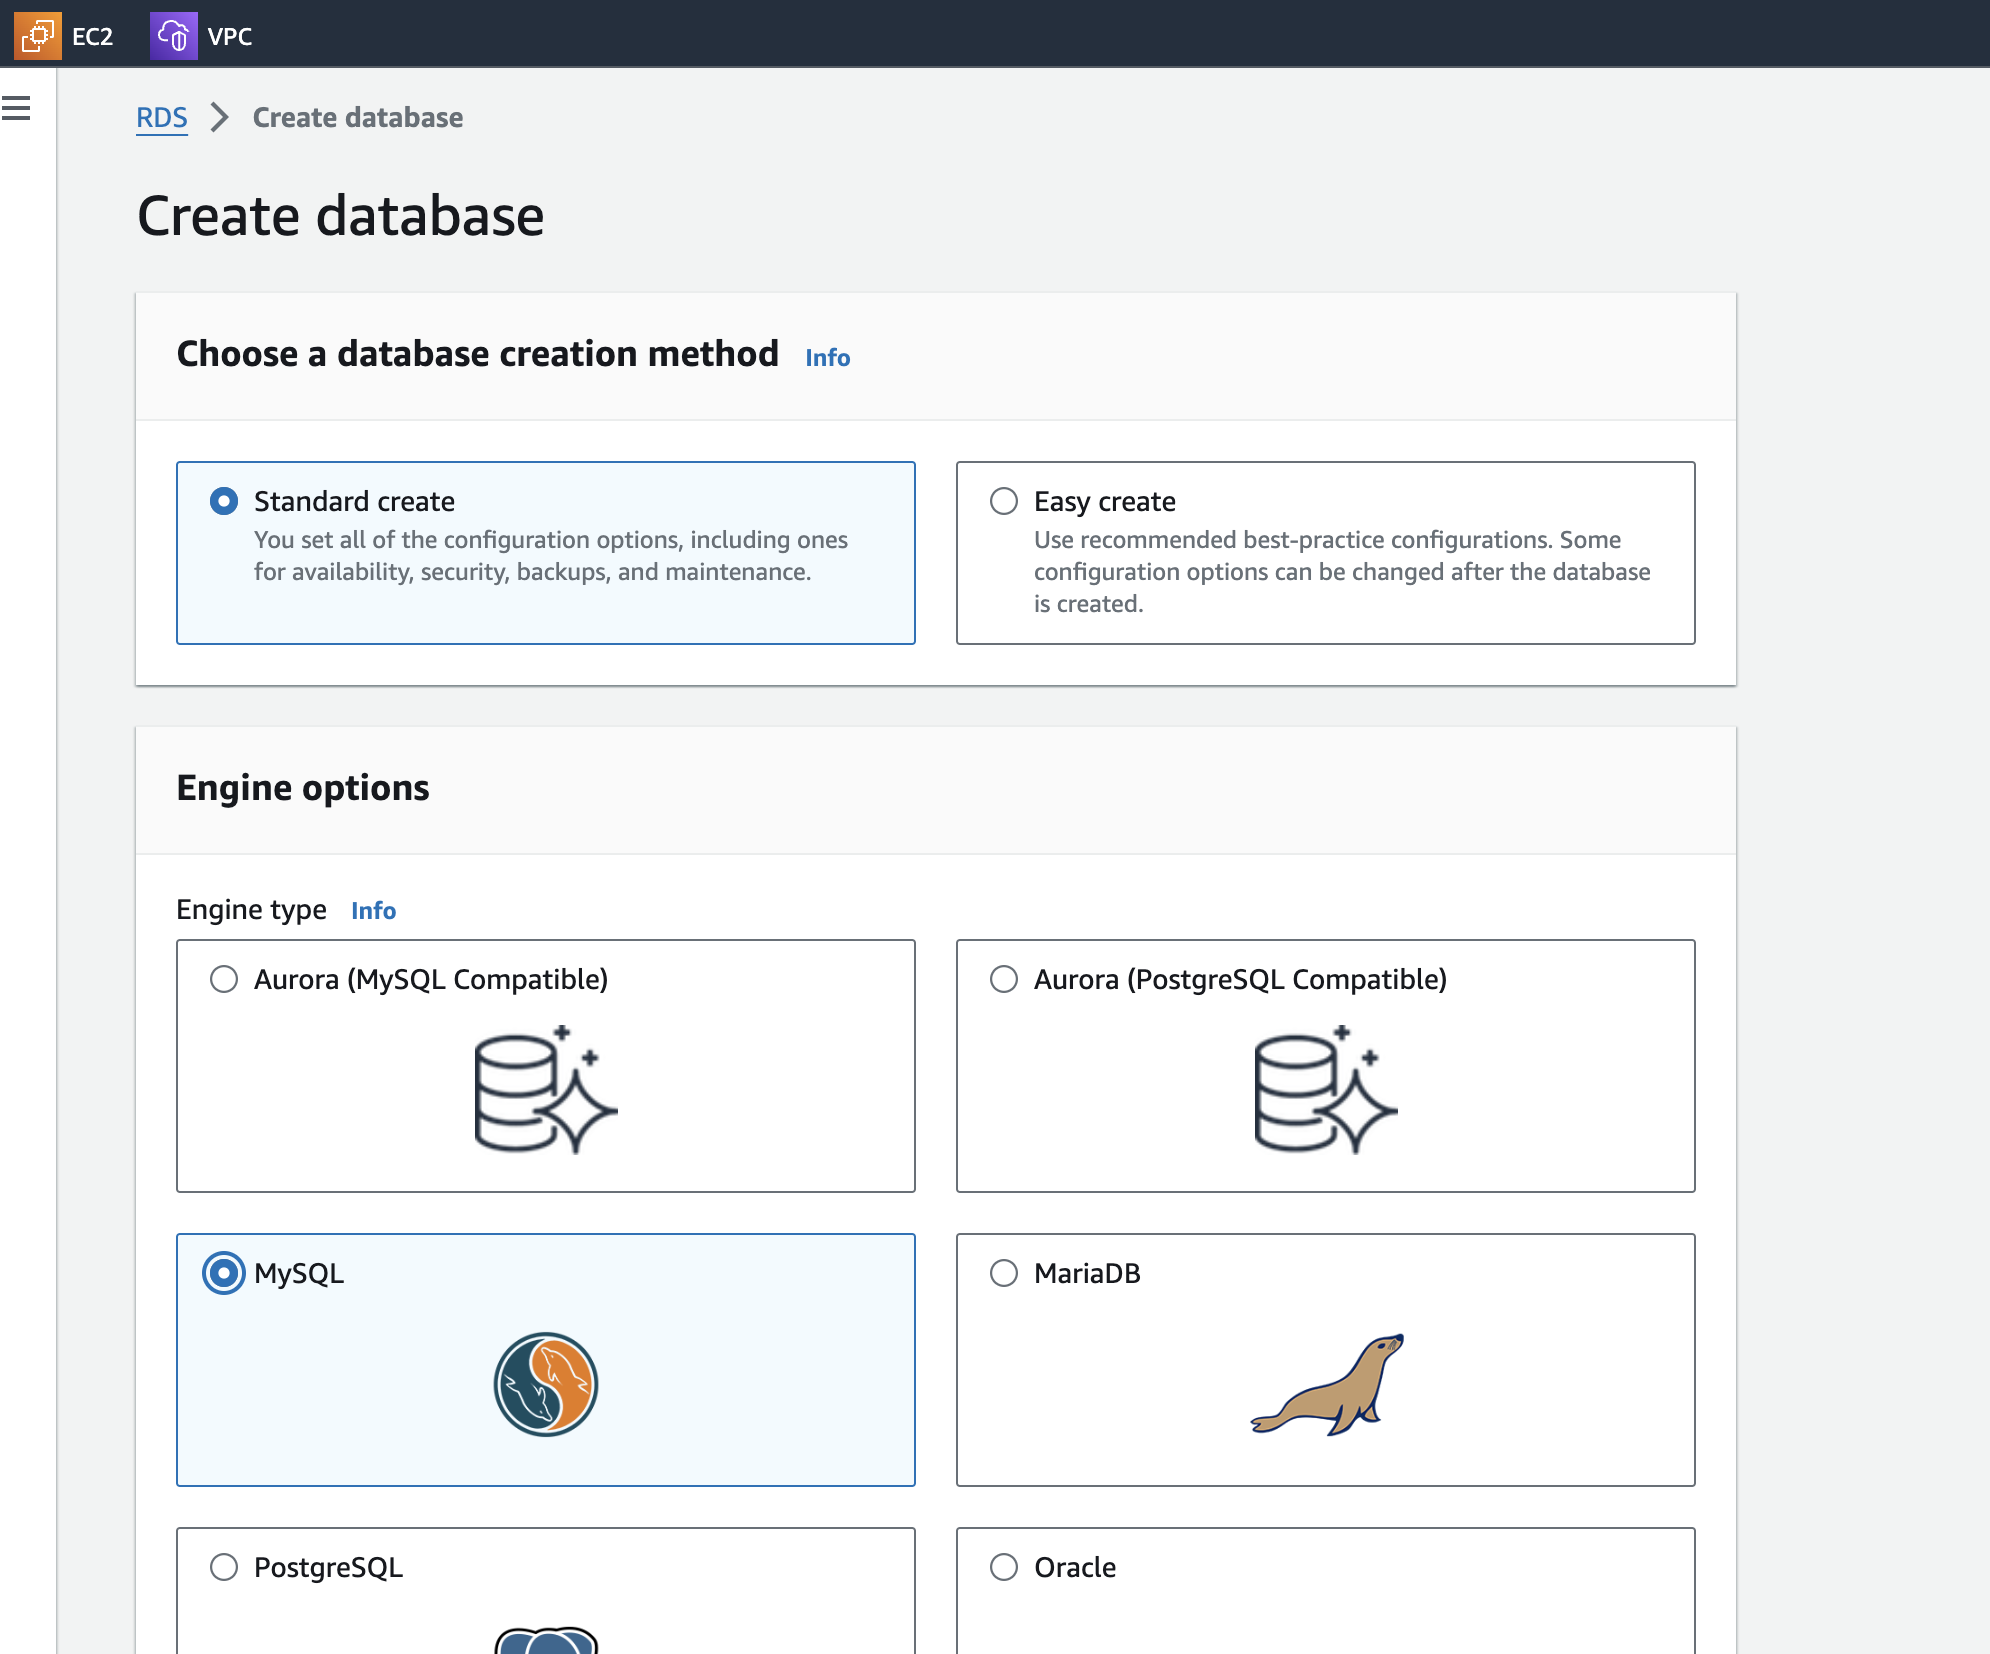 EC2 VPC
RDS Create database
Create database
Choose a database creation method Info
Standard create
You set all of the configuration options, including ones
for availability, security, backups, and maintenance.
Easy create
Use recommended best-practice configurations. Some
configuration options can be changed after the database
is created.
Engine options
Engine type Info
Aurora (MySQL Compatible)
Aurora (PostgreSQL Compatible)
MySQL
MariaDB
PostgreSQL
Oracle